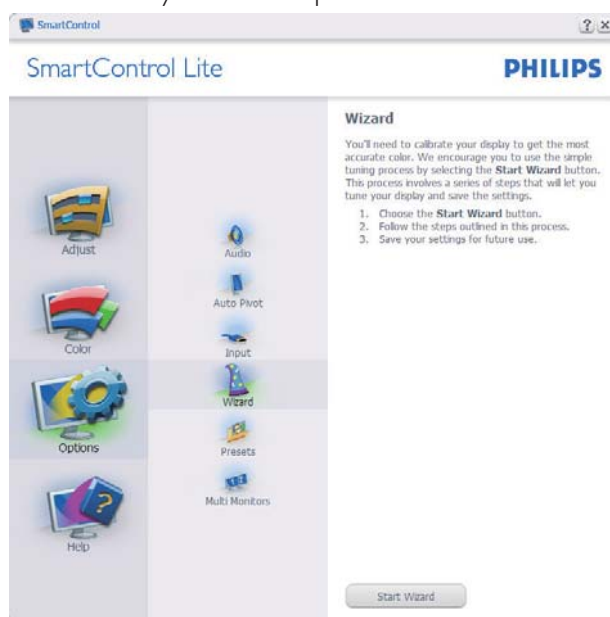 SmartControl
? ×
SmartControl Lite
PHILIPS
Adjust
Color
Options
Help
Audio
Auto Pivot
Input
Wizard
Presets
Multi Monitors
Wizard
You'll need to calibrate your display to get the most
accurate color. We encourage you to use the simple
tuning process by selecting the Start Wizard button.
This process involves a series of steps that will let you
tune your display and save the settings.
1. Choose the Start Wizard button.
2. Follow the steps outlined in this process.
3. Save your settings for future use.
Start Wizard